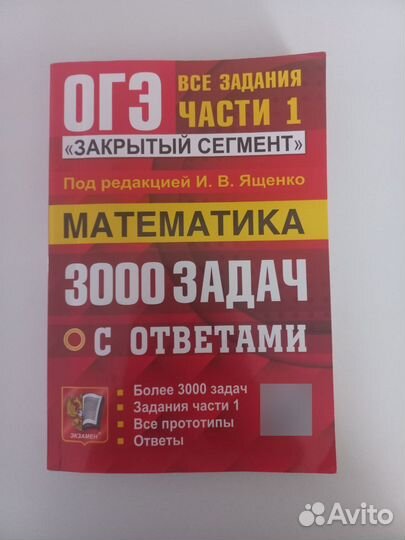 ОГЭ
ВСЕ ЗАДАНИЯ
ЧАСТИ 1
«ЗАКРЫТЫЙ СЕГМЕНТ»
Под редакцией И. В. Ященко
МАТЕМАТИКА
3000 ЗАДАЧ
С ОТВЕТАМИ
Более 3000 задач
Задания части 1
Все прототипы
Ответы
ЭКЗАМЕН
Avito